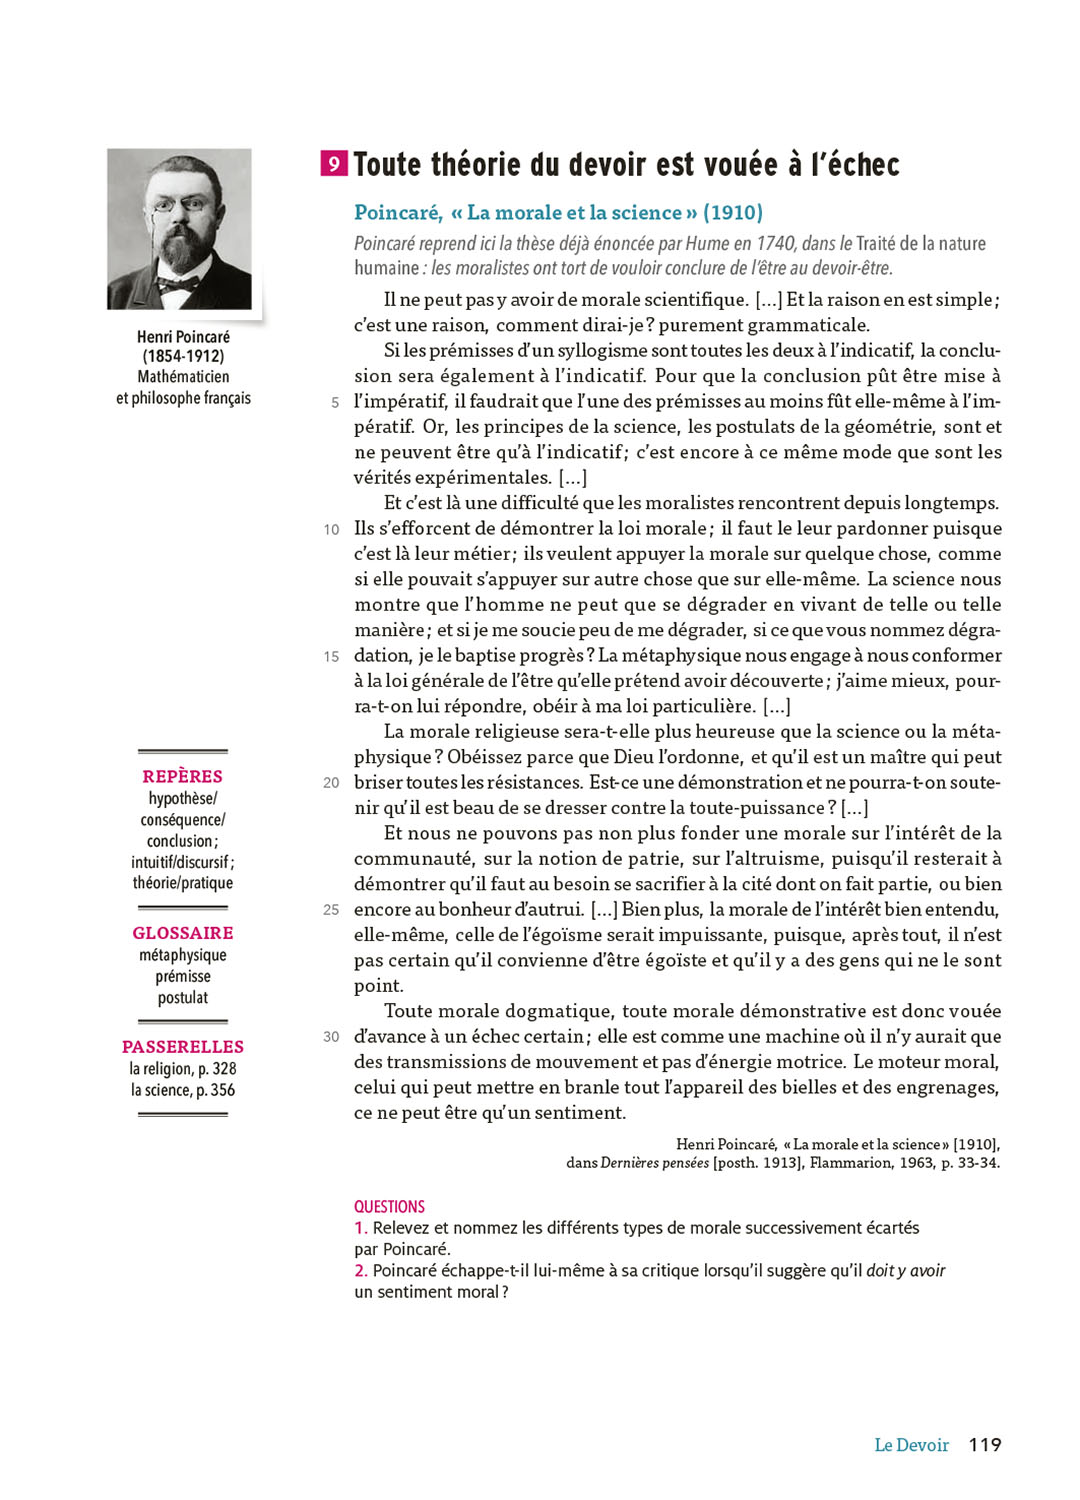 9 Toute théorie du devoir est vouée à l'échec
Poincaré, « La morale et la science » (1910)
Poincaré reprend ici la thèse déjà énoncée par Hume en 1740, dans le Traité de la nature
humaine : les moralistes ont tort de vouloir conclure de l'être au devoir-être.
Il ne peut pas y avoir de morale scientifique. [...] Et la raison en est simple ;
c'est une raison, comment dirai-je ? purement grammaticale.
Si les prémisses d'un syllogisme sont toutes les deux à l'indicatif, la conclu-
sion sera également à l'indicatif. Pour que la conclusion pût être mise à
5 l'impératif, il faudrait que l'une des prémisses au moins fût elle-même à l'im-
pératif. Or, les principes de la science, les postulats de la géométrie, sont et
ne peuvent être qu'à l'indicatif ; c'est encore à ce même mode que sont les
vérités expérimentales. [...]
Et c'est là une difficulté que les moralistes rencontrent depuis longtemps.
10 Ils s'efforcent de démontrer la loi morale ; il faut le leur pardonner puisque
c'est là leur métier ; ils veulent appuyer la morale sur quelque chose, comme
si elle pouvait s'appuyer sur autre chose que sur elle-même. La science nous
montre que l'homme ne peut que se dégrader en vivant de telle ou telle
manière ; et si je me soucie peu de me dégrader, si ce que vous nommez dégra-
15 dation, je le baptise progrès ? La métaphysique nous engage à nous conformer
à la loi générale de l'être qu'elle prétend avoir découverte ; j'aime mieux, pour-
ra-t-on lui répondre, obéir à ma loi particulière. [...]
La morale religieuse sera-t-elle plus heureuse que la science ou la méta-
physique ? Obéissez parce que Dieu l'ordonne, et qu'il est un maître qui peut
20 briser toutes les résistances. Est-ce une démonstration et ne pourra-t-on soute-
nir qu'il est beau de se dresser contre la toute-puissance ? [...]
Et nous ne pouvons pas non plus fonder une morale sur l'intérêt de la
communauté, sur la notion de patrie, sur l'altruisme, puisqu'il resterait à
démontrer qu'il faut au besoin se sacrifier à la cité dont on fait partie, ou bien
25 encore au bonheur d'autrui. [...] Bien plus, la morale de l'intérêt bien entendu,
elle-même, celle de l'égoïsme serait impuissante, puisque, après tout, il n'est
pas certain qu'il convienne d'être égoïste et qu'il y a des gens qui ne le sont
point.
Toute morale dogmatique, toute morale démonstrative est donc vouée
30 d'avance à un échec certain ; elle est comme une machine où il n'y aurait que
des transmissions de mouvement et pas d'énergie motrice. Le moteur moral,
celui qui peut mettre en branle tout l'appareil des bielles et des engrenages,
ce ne peut être qu'un sentiment.
Henri Poincaré, « La morale et la science » [1910],
dans Dernières pensées [posth. 1913], Flammarion, 1963, p. 33-34.
QUESTIONS
1. Relevez et nommez les différents types de morale successivement écartés
par Poincaré.
2. Poincaré échappe-t-il lui-même à sa critique lorsqu'il suggère qu'il doit y avoir
un sentiment moral ?
Henri Poincaré
(1854-1912)
Mathématicien
et philosophe français
REPÈRES
hypothèse/
conséquence/
conclusion ;
intuitif/discursif ;
théorie/pratique
GLOSSAIRE
métaphysique
prémisse
postulat
PASSERELLES
la religion, p. 328
la science, p. 356
Le Devoir 119